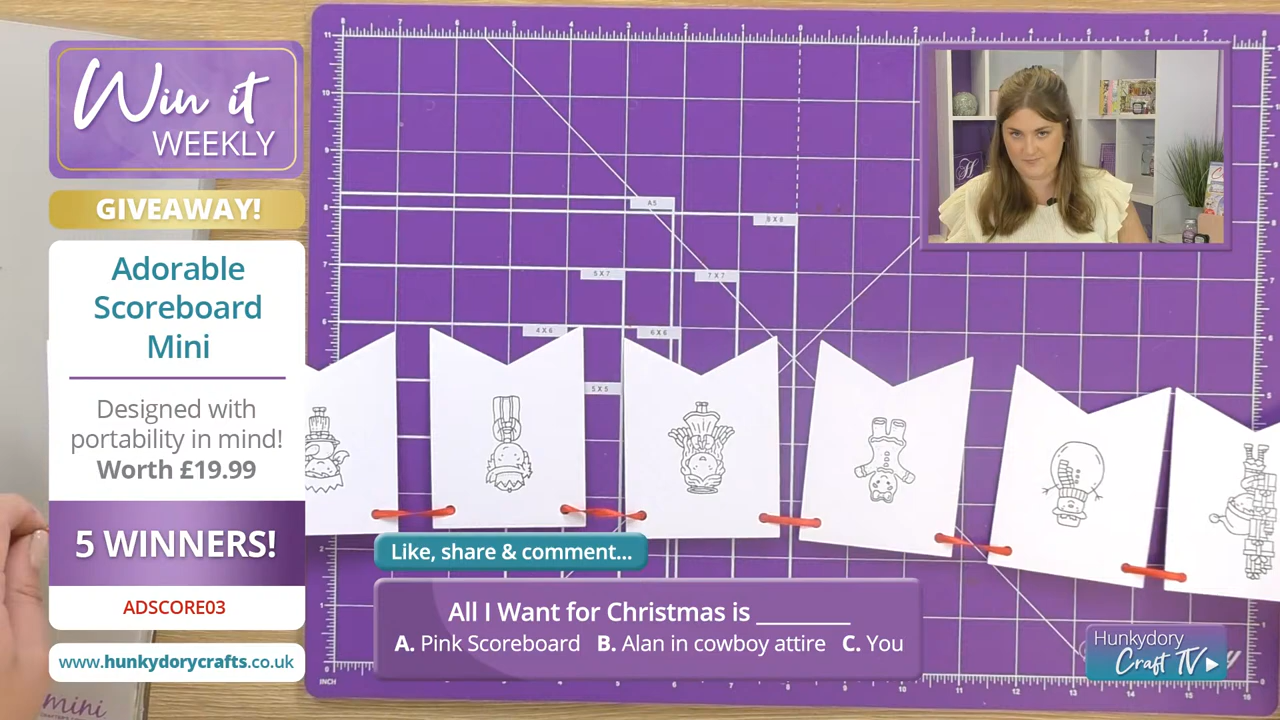 Win it
WEEKLY
GIVEAWAY!
Adorable
Scoreboard
Mini
Designed with
portability in mind!
Worth £19.99
5 WINNERS!
ADSCORE03
www.hunkydorycrafts.co.uk
mini
A5
8 X 8
5 X 7
7 X 7
4 X 6
6 X 6
5 X 5
INCH
Like, share & comment...
All I Want for Christmas is _________
A. Pink Scoreboard B. Alan in cowboy attire C. You
Hunkydory
Craft TV